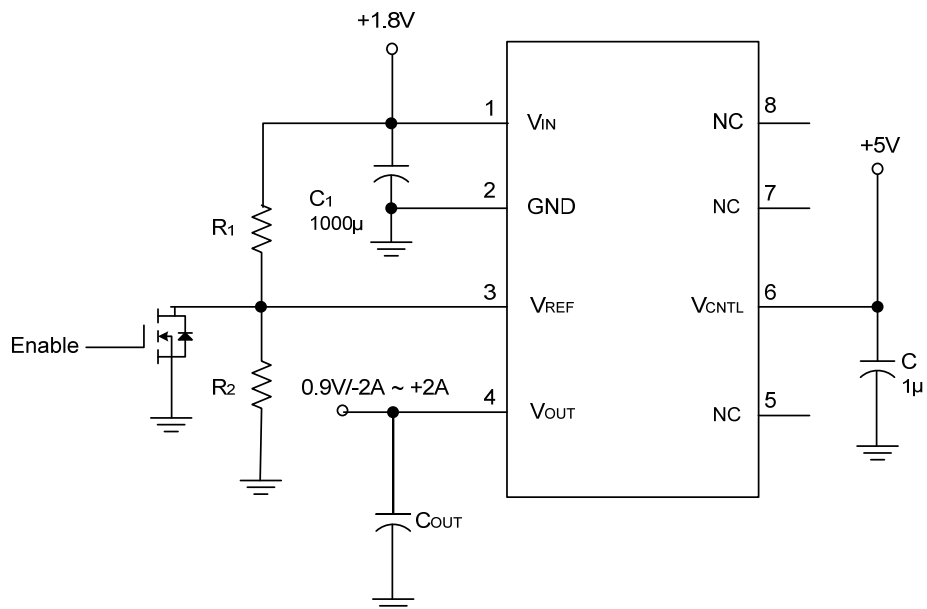 +1.8V
1
VIN
NC
8
+5V
2
GND
NC
7
C1
1000µ
R1
3
VREF
VCNTL
6
Enable
R2
0.9V/-2A ~ +2A
4
VOUT
NC
5
C
1µ
COUT